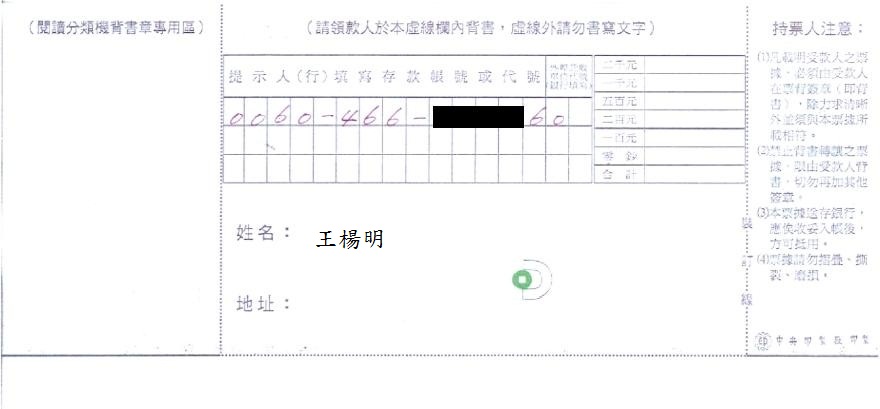 (閱讀分類機背書章專用區)
(請領款人於本虛線欄內背書，虛線外請勿書寫文字)
提示人(行)填寫存款帳號或代號
0060-466-
60
二千元
一千元
五百元
二百元
一百元
零鈔
合計
姓名：
王楊明
地址：
裝訂線
持票人注意：
(1)凡載明受款人之票
據，必須由受款人
在票背簽章(即背
書)，除力求清晰
外並須與本票據所
載相符。
(2)禁止背書轉讓之票
據，限由受款人背
書，切勿再加其他
簽章。
(3)本票據送存銀行，
應俟收妥入帳後，
方可抵用。
(4)票據請勿摺疊、撕
裂、磨損。
中央印製廠印製